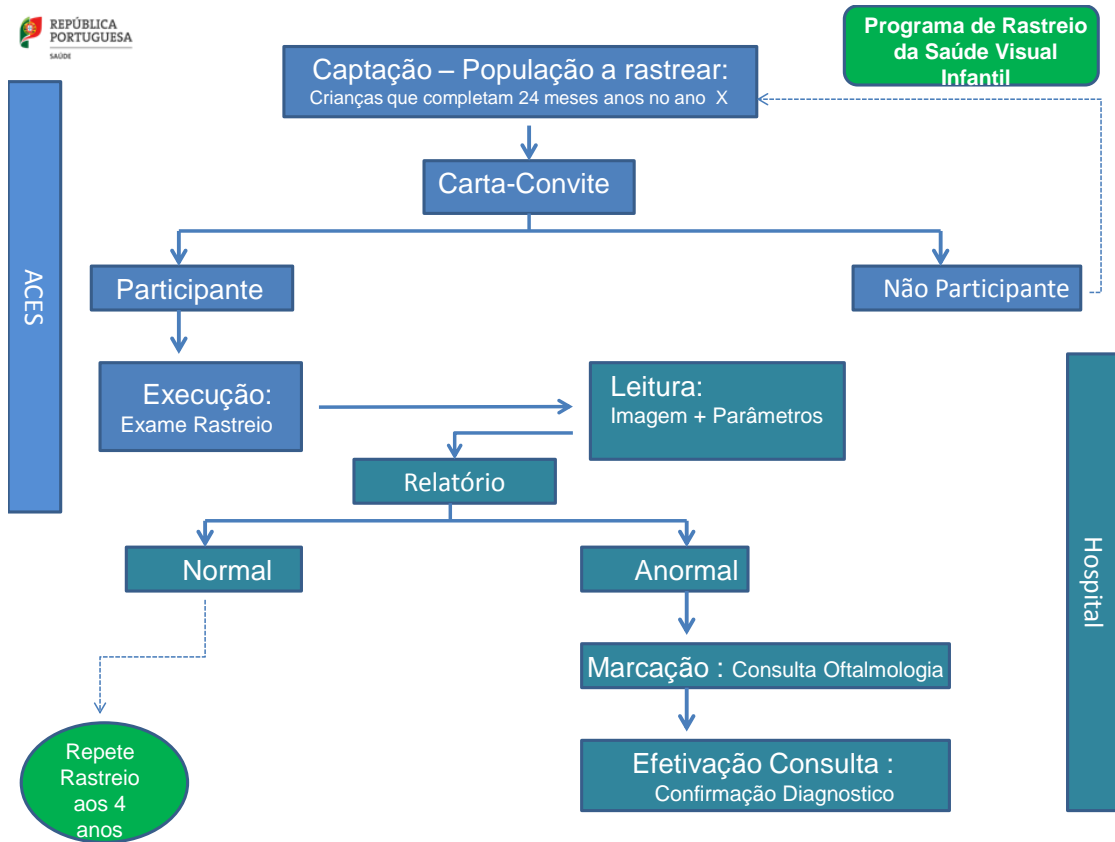 REPÚBLICA
PORTUGUESA
SAÚDE
Programa de Rastreio
da Saúde Visual
Infantil
Captação – População a rastrear:
Crianças que completam 24 meses anos no ano X
Carta-Convite
ACES
Participante
Não Participante
Execução:
Exame Rastreio
Leitura:
Imagem + Parâmetros
Relatório
Normal
Anormal
Hospital
Marcação : Consulta Oftalmologia
Repete
Rastreio
aos 4
anos
Efetivação Consulta :
Confirmação Diagnostico